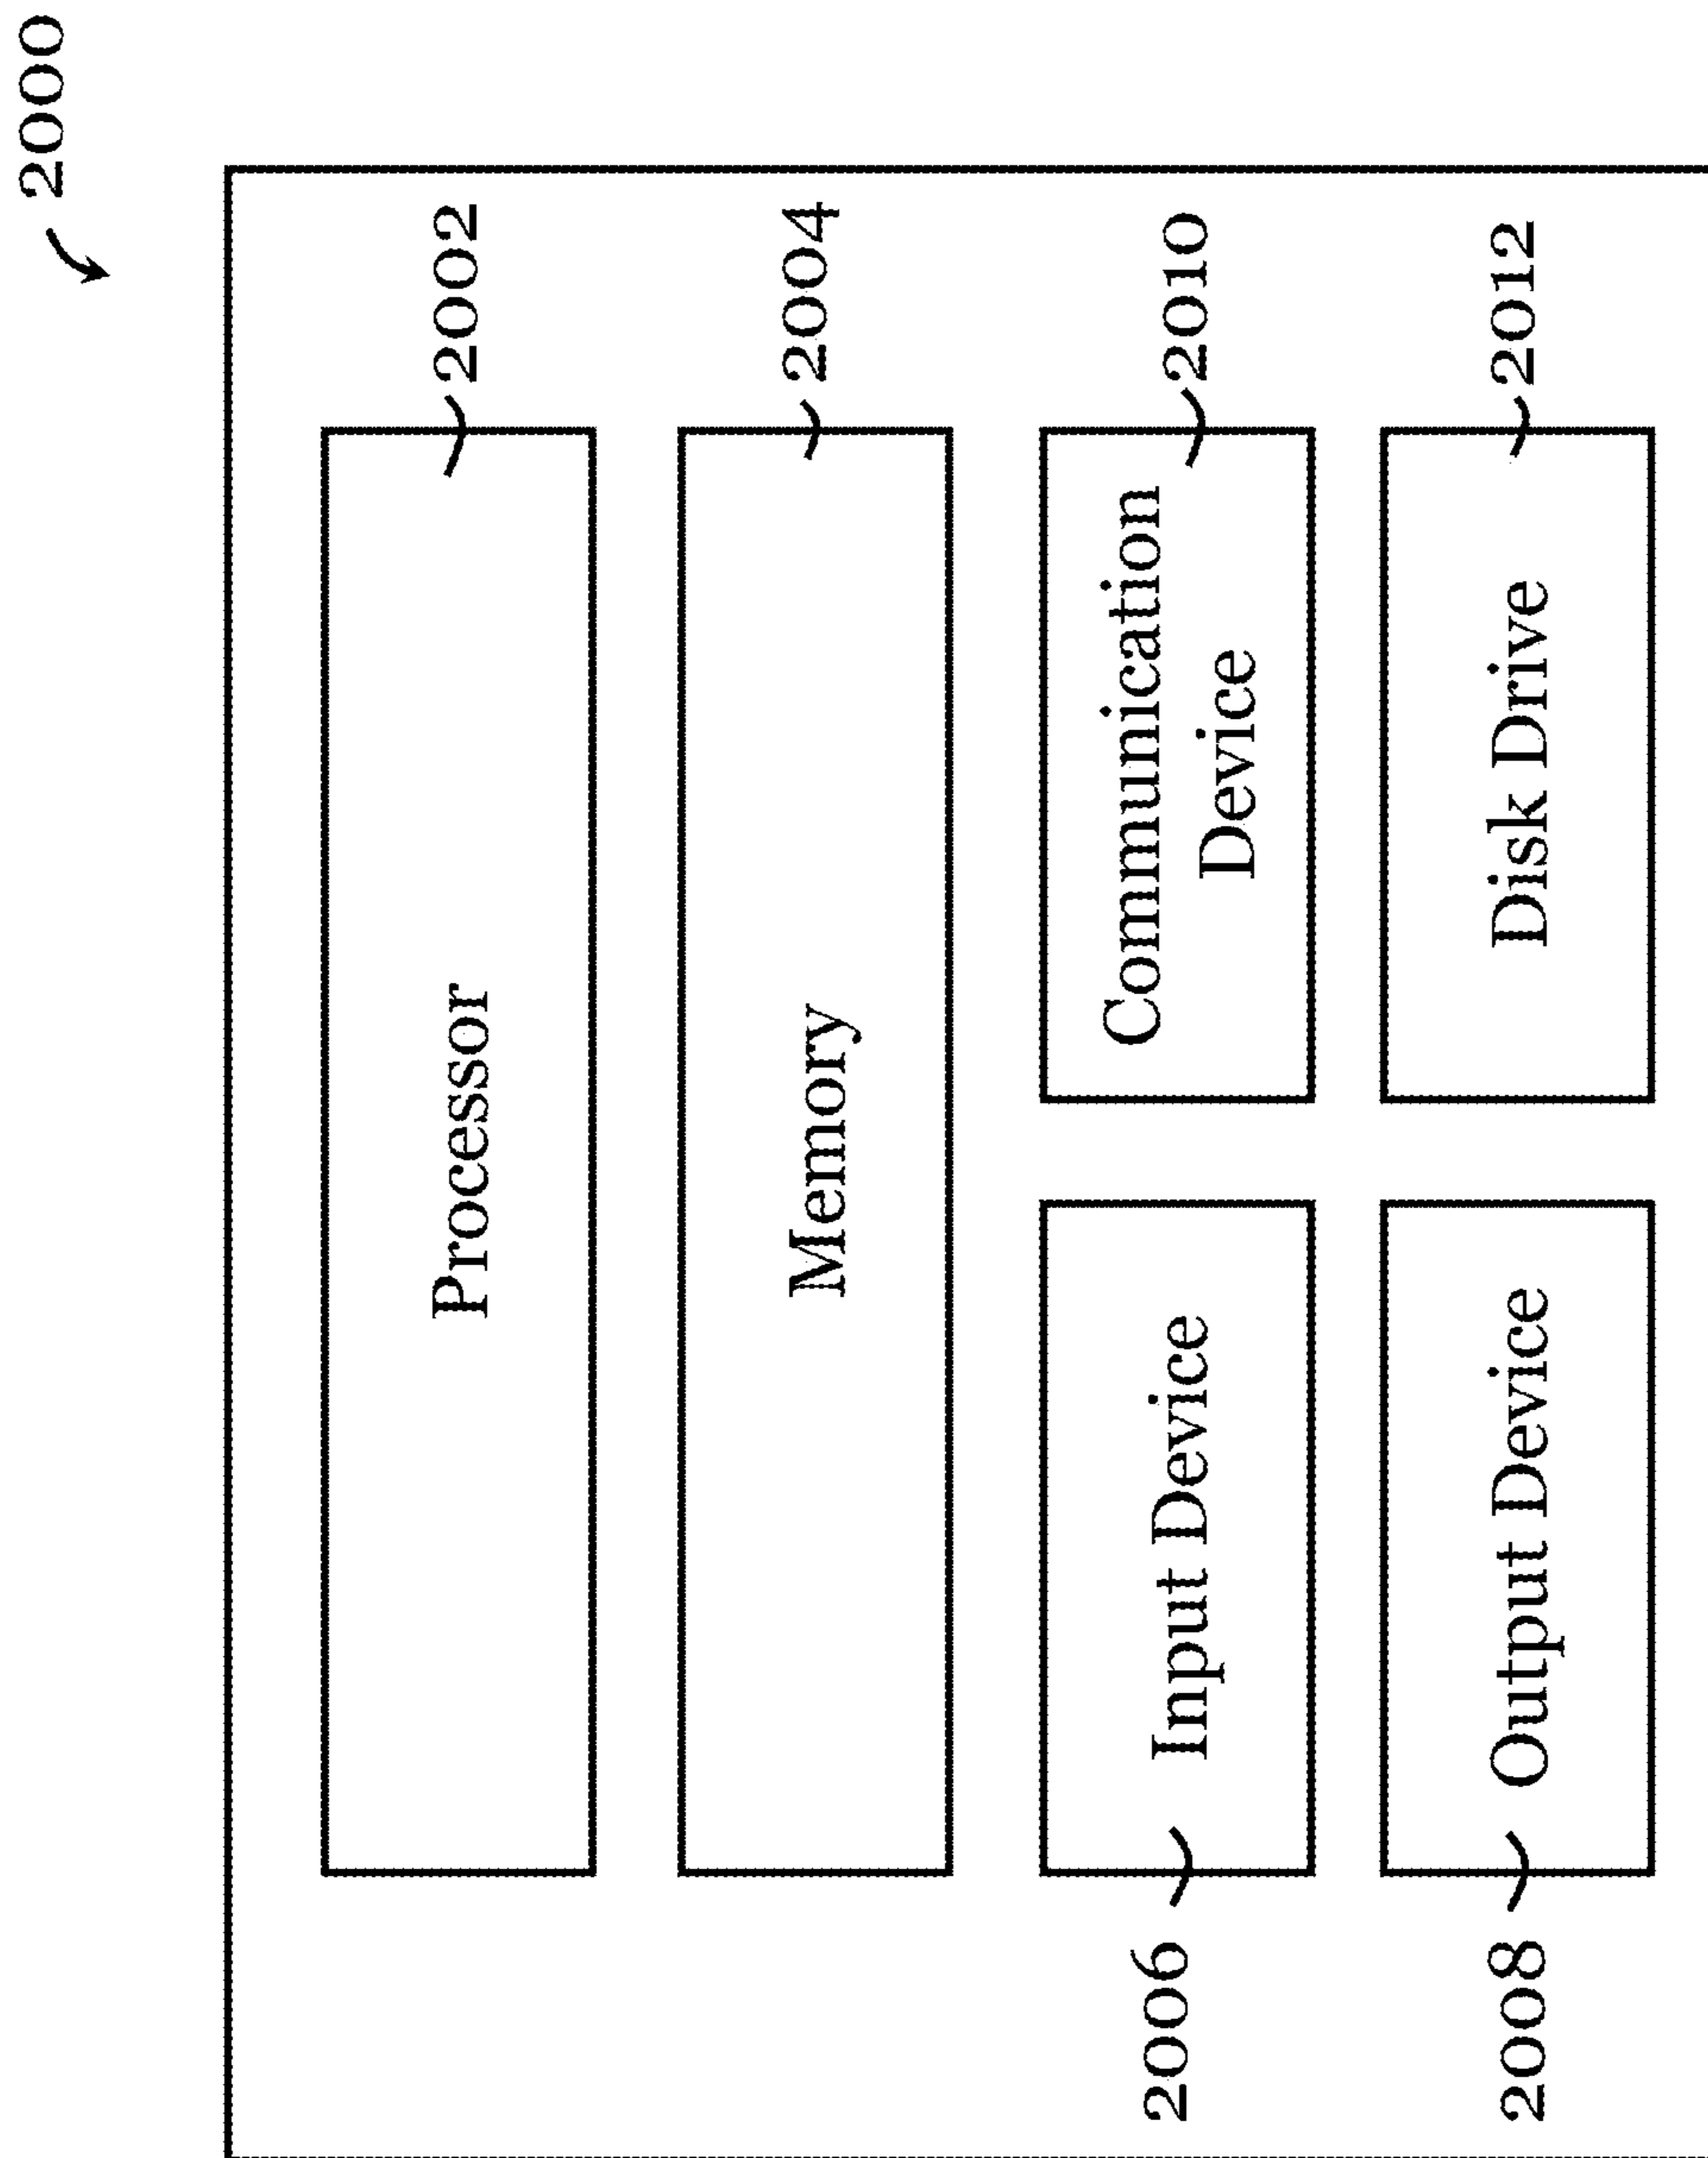 2000
Processor
2002
Memory
2004
2006
Input Device
Communication
Device
2010
2008
Output Device
Disk Drive
2012